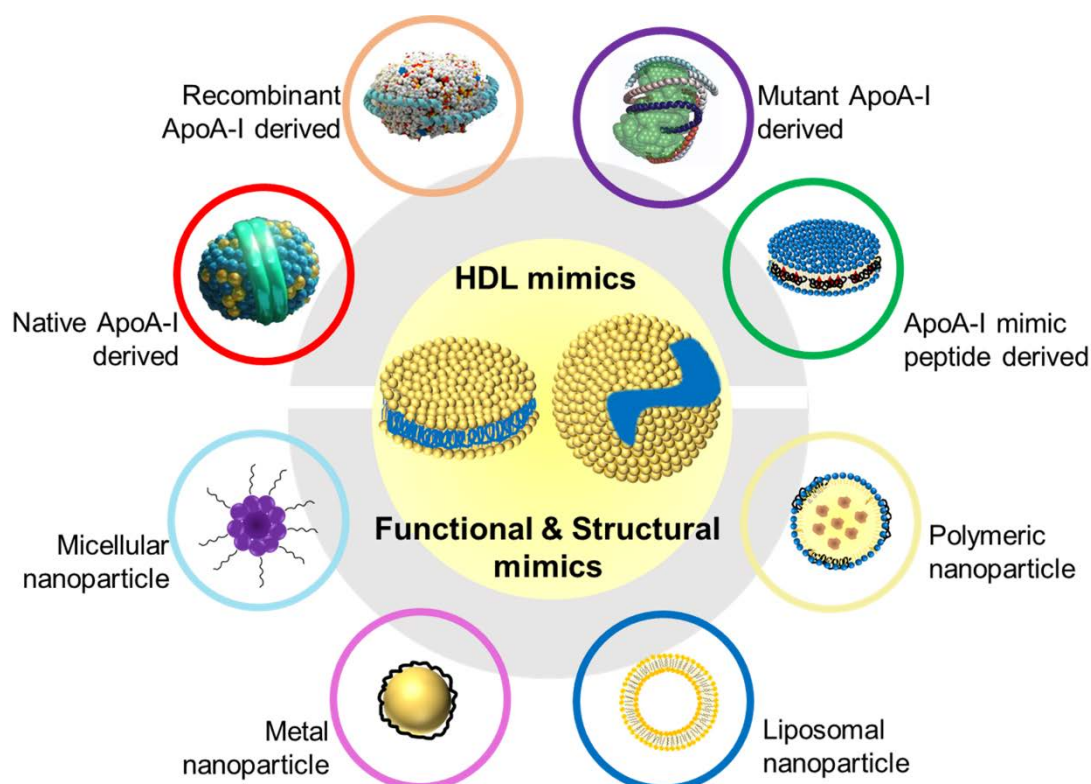 Recombinant
ApoA-I derived
Mutant ApoA-I
derived
Native ApoA-I
derived
HDL mimics
ApoA-I mimic
peptide derived
Micellular
nanoparticle
Functional & Structural
mimics
Polymeric
nanoparticle
Metal
nanoparticle
Liposomal
nanoparticle